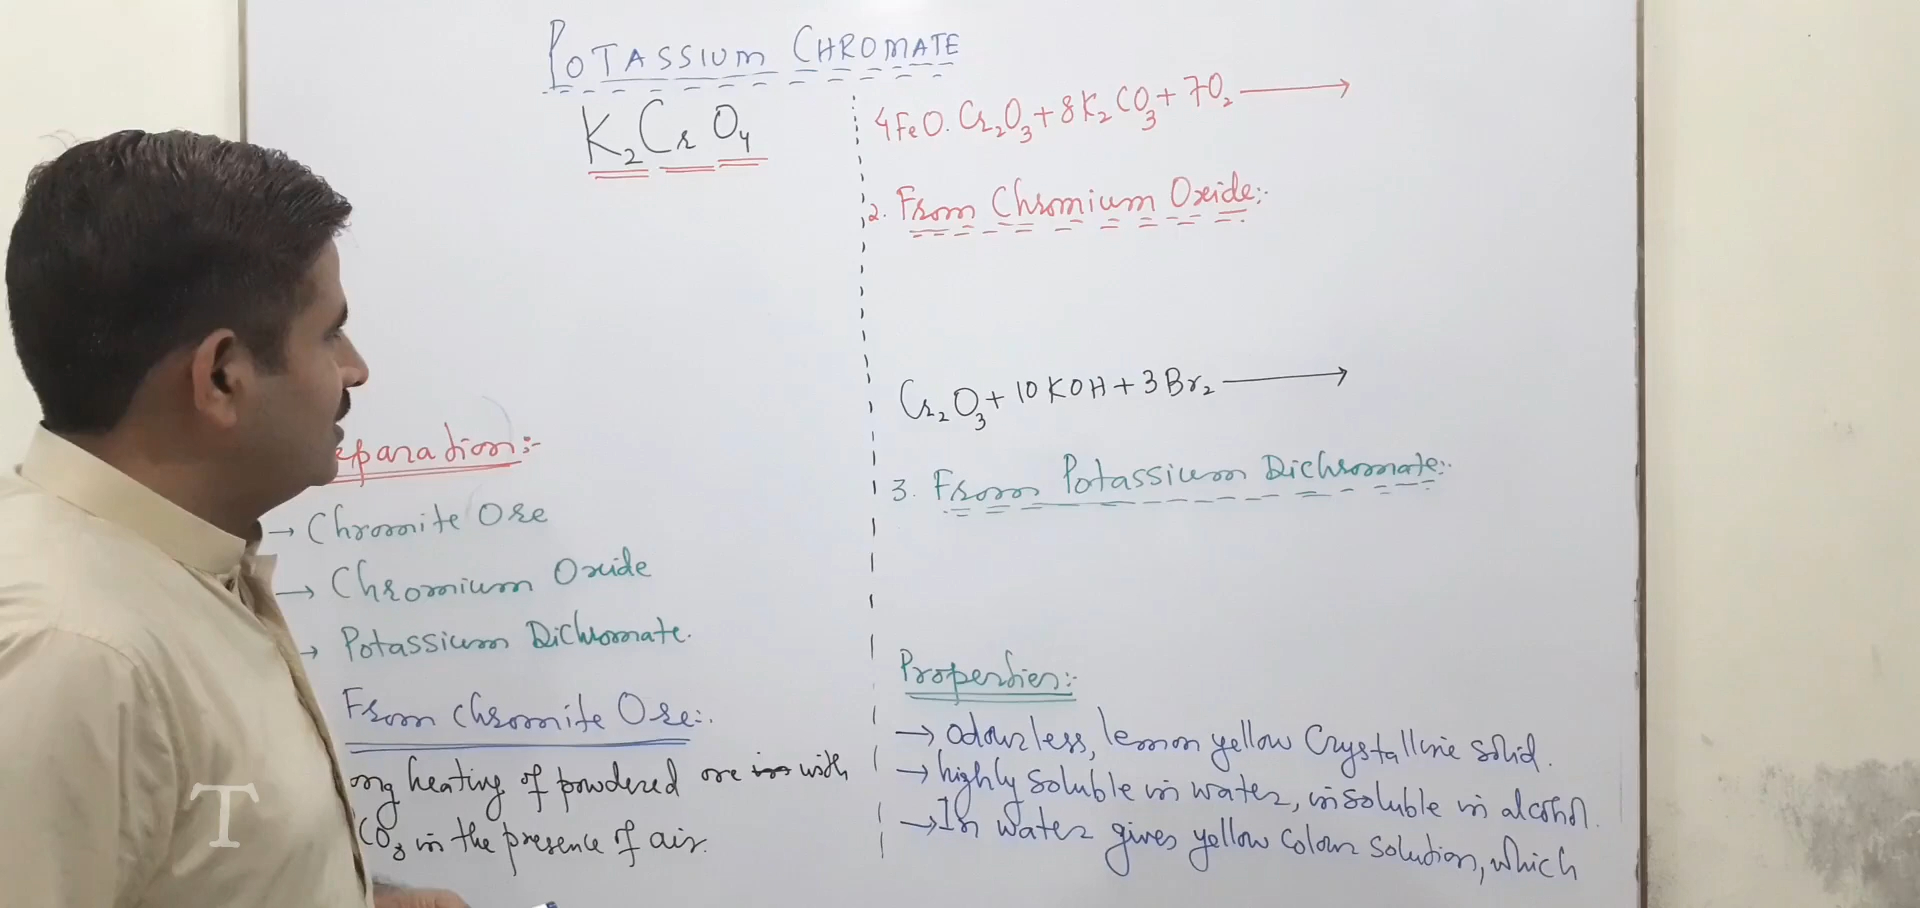 POTASSIUM CHROMATE
K₂CrO₄
eparation:-
→ Chromite Ore
→ Chromium Oxide
→ Potassium Dichromate.
From Chromite Ore:-
ong heating of powdered ore with
CO₃ in the presence of air.
4FeO.Cr₂O₃ + 8K₂CO₃ + 7O₂ →
2. From Chromium Oxide:-
Cr₂O₃ + 10KOH + 3Br₂ →
3. From Potassium Dichromate:-
Properties:-
→ odourless, lemon yellow Crystalline solid.
→ highly soluble in water, insoluble in alcohol.
→ In water gives yellow colour solution, which
T